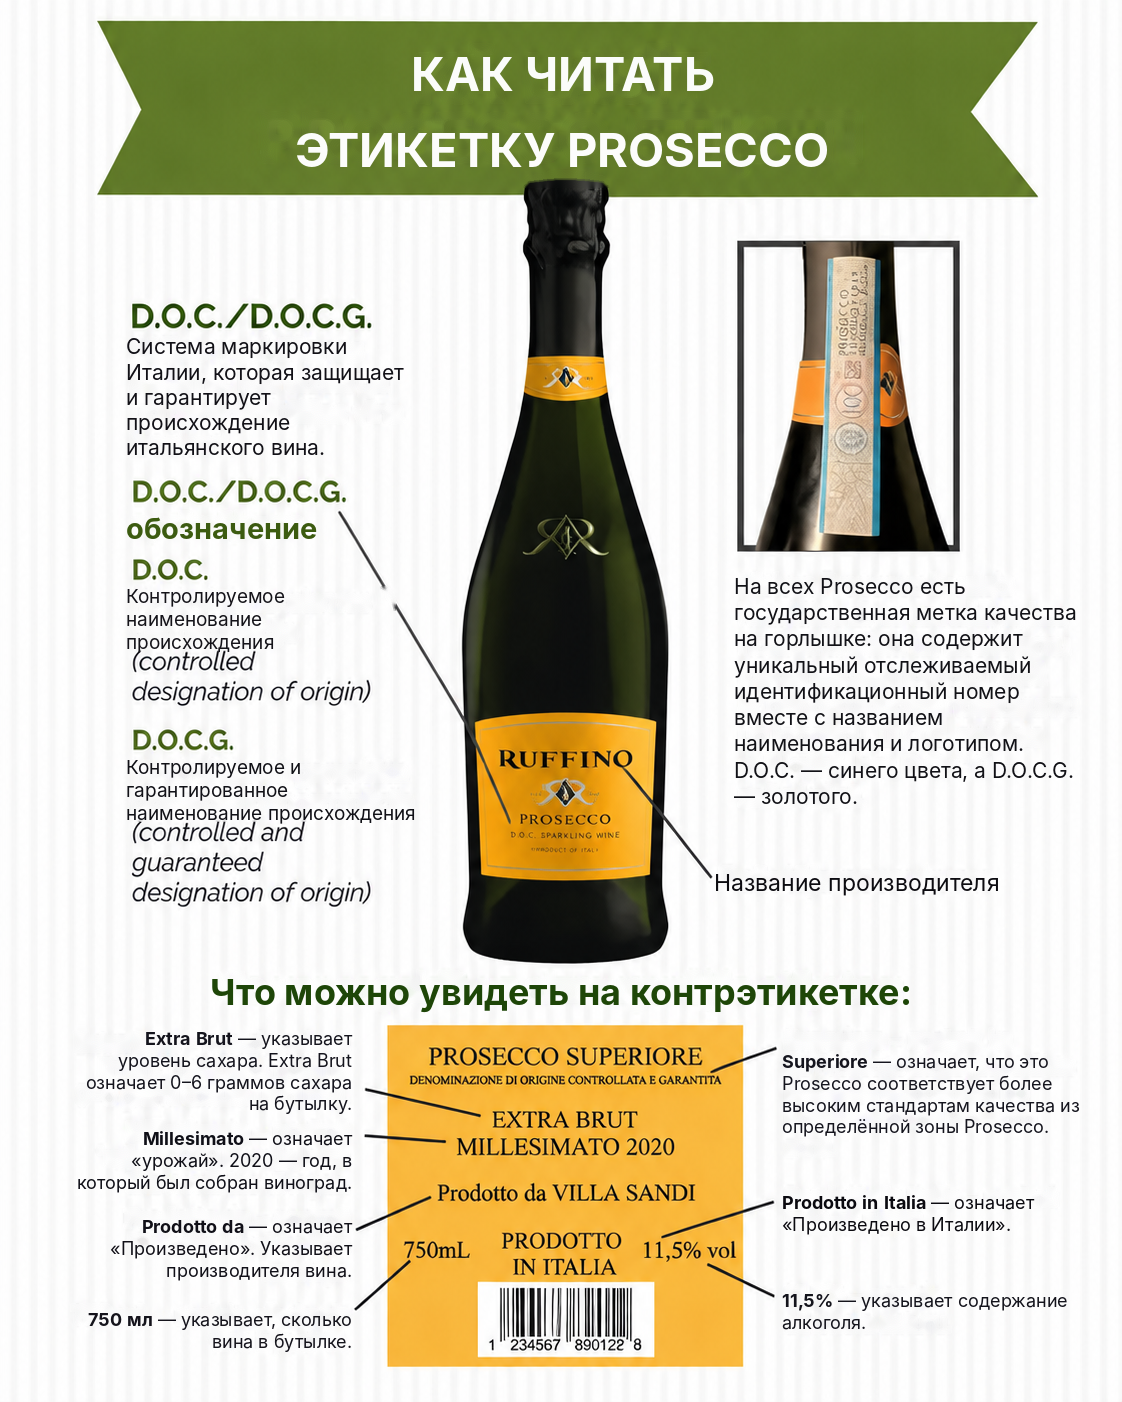 КАК ЧИТАТЬ
ЭТИКЕТКУ PROSECCO
D.O.C./D.O.C.G.
Система маркировки
Италии, которая защищает
и гарантирует
происхождение
итальянского вина.
D.O.C./D.O.C.G.
обозначение
D.O.C.
Контролируемое
наименование
происхождения
(controlled
designation of origin)
D.O.C.G.
Контролируемое и
гарантированное
наименование происхождения
(controlled and
guaranteed
designation of origin)
RUFFINO
PROSECCO
D.O.C. SPARKLING WINE
PRODUCT OF ITALY
На всех Prosecco есть
государственная метка качества
на горлышке: она содержит
уникальный отслеживаемый
идентификационный номер
вместе с названием
наименования и логотипом.
D.O.C. — синего цвета, а D.O.C.G.
— золотого.
Название производителя
Что можно увидеть на контрэтикетке:
Extra Brut — указывает
уровень сахара. Extra Brut
означает 0–6 граммов сахара
на бутылку.
Millesimato — означает
«урожай». 2020 — год, в
который был собран виноград.
Prodotto da — означает
«Произведено». Указывает
производителя вина.
750 мл — указывает, сколько
вина в бутылке.
PROSECCO SUPERIORE
DENOMINAZIONE DI ORIGINE CONTROLLATA E GARANTITA
EXTRA BRUT
MILLESIMATO 2020
Prodotto da VILLA SANDI
750mL
PRODOTTO
IN ITALIA
11,5% vol
1 234567 890122 8
Superiore — означает, что это
Prosecco соответствует более
высоким стандартам качества из
определённой зоны Prosecco.
Prodotto in Italia — означает
«Произведено в Италии».
11,5% — указывает содержание
алкоголя.